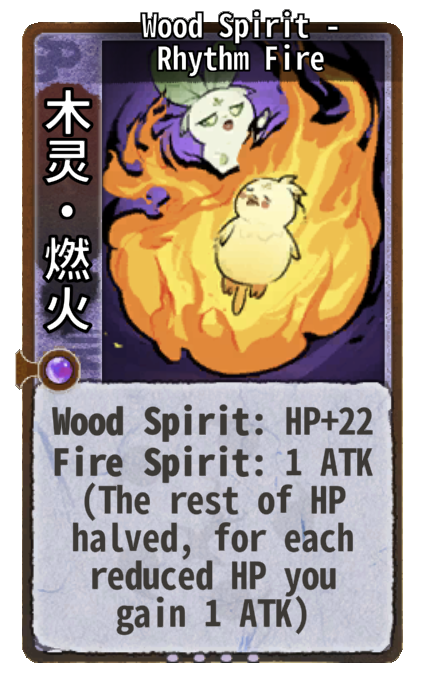 Wood Spirit -
Rhythm Fire
木灵·燃火
Wood Spirit: HP+22
Fire Spirit: 1 ATK
(The rest of HP
halved, for each
reduced HP you
gain 1 ATK)